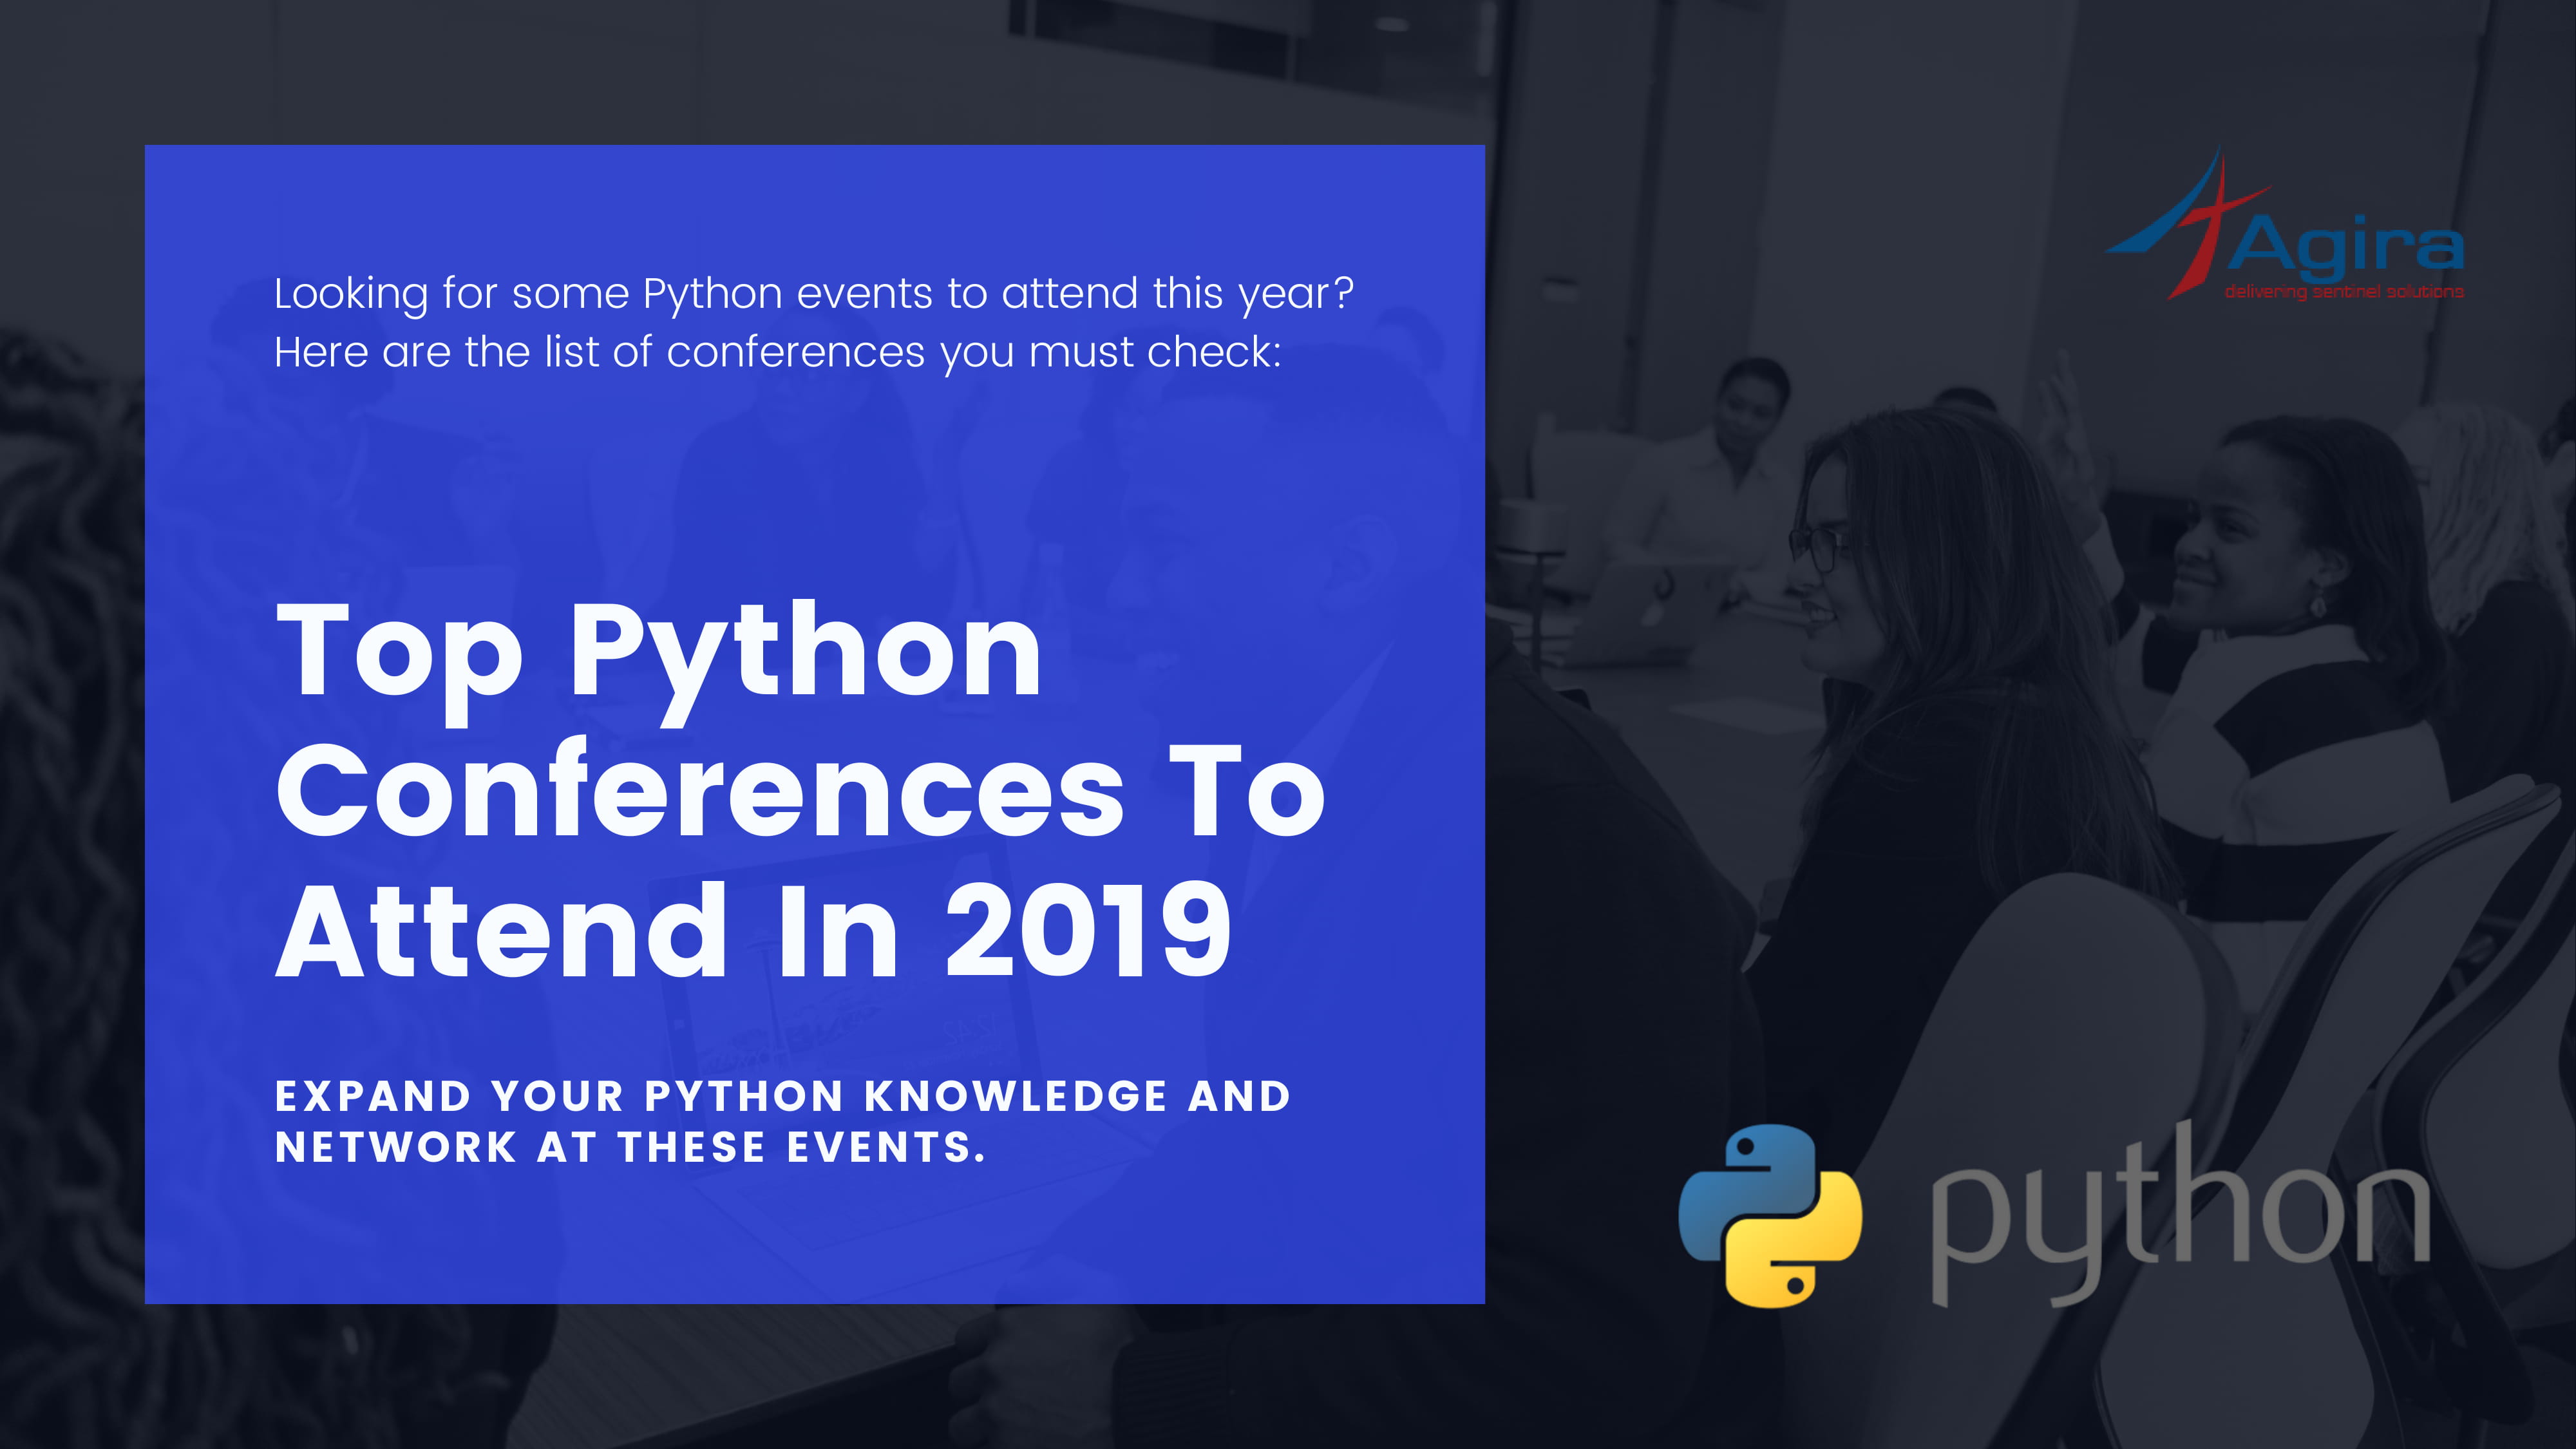 Looking for some Python events to attend this year?
Here are the list of conferences you must check:
Top Python
Conferences To
Attend In 2019
EXPAND YOUR PYTHON KNOWLEDGE AND
NETWORK AT THESE EVENTS.
Agira
delivering sentinel solutions
python